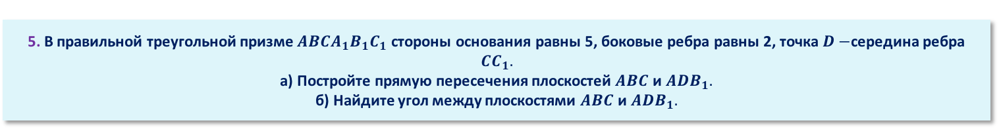 5. В правильной треугольной призме ABCA₁B₁C₁ стороны основания равны 5, боковые ребра равны 2, точка D −середина ребра
CC₁.
а) Постройте прямую пересечения плоскостей ABC и ADB₁.
б) Найдите угол между плоскостями ABC и ADB₁.